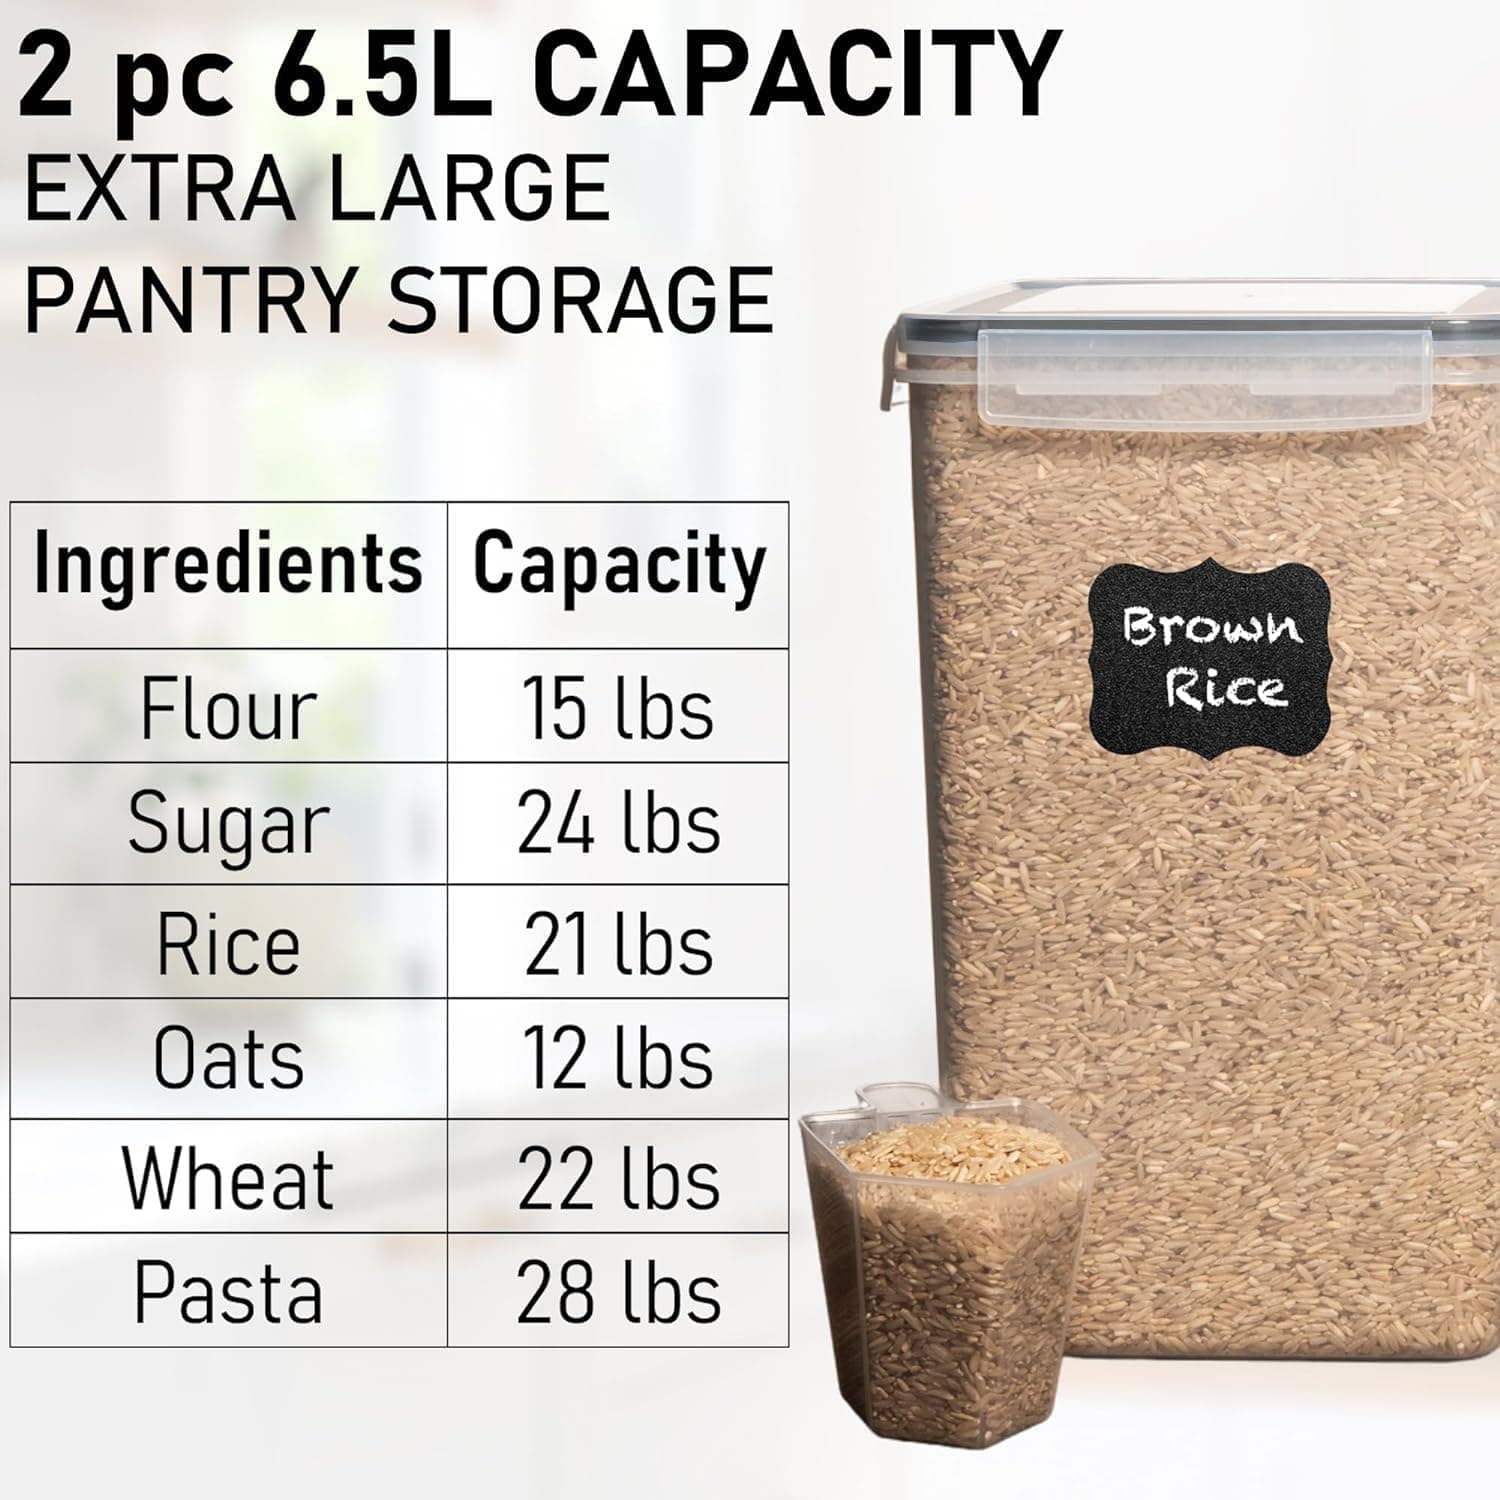 2 pc 6.5L CAPACITY
EXTRA LARGE
PANTRY STORAGE
Ingredients Capacity
Flour 15 lbs
Sugar 24 lbs
Rice 21 lbs
Oats 12 lbs
Wheat 22 lbs
Pasta 28 lbs
Brown
Rice